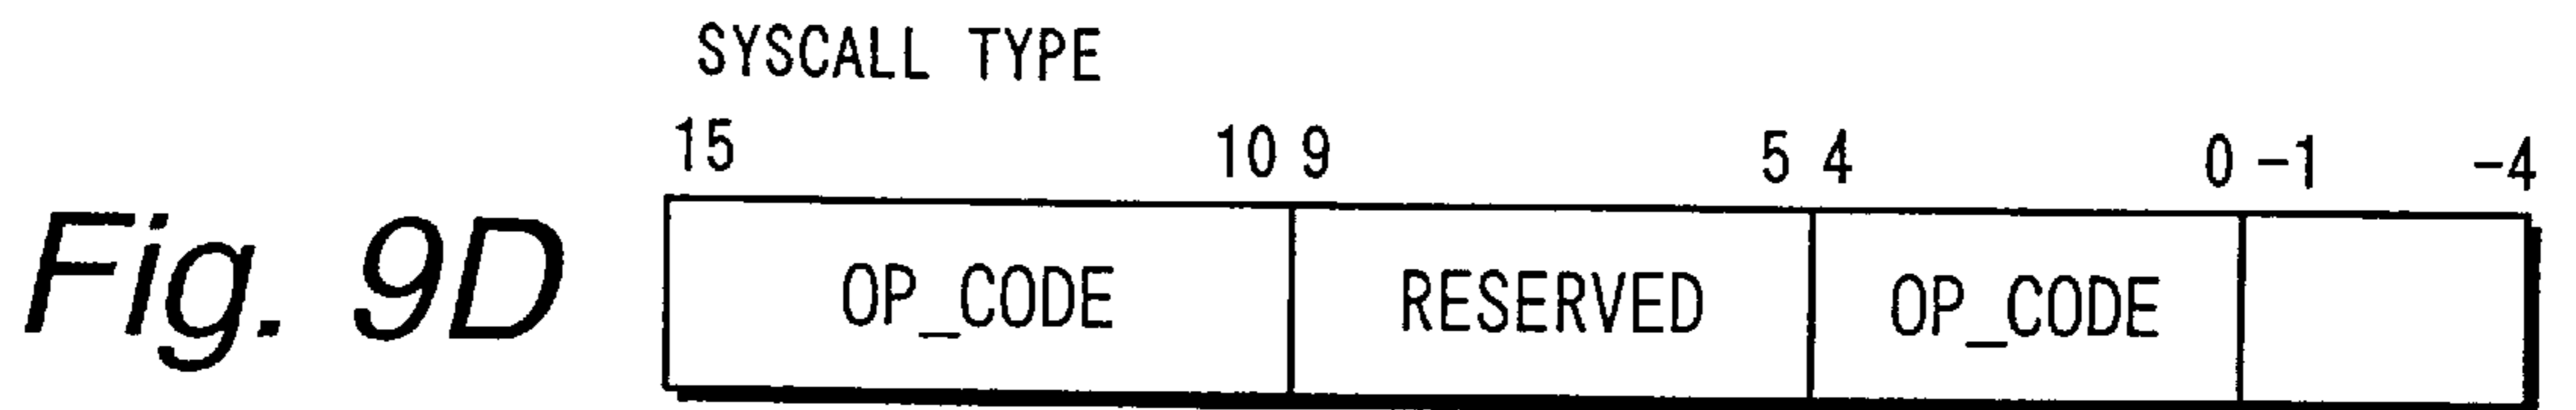 SYSCALL TYPE
15 10 9 5 4 0 -1 -4
Fig. 9D OP_CODE RESERVED OP_CODE